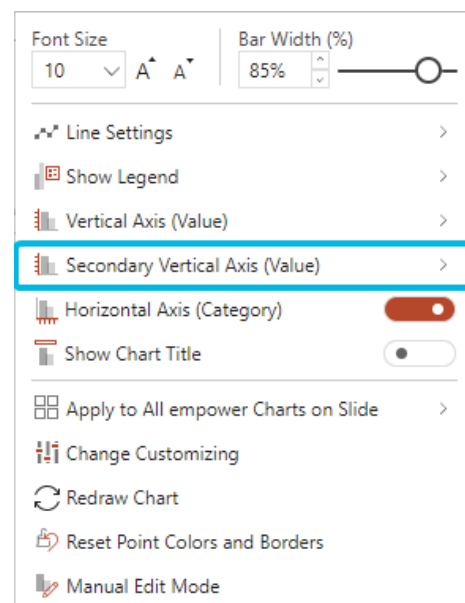 Font Size
Bar Width (%)
10
A A
85%
Line Settings
Show Legend
Vertical Axis (Value)
Secondary Vertical Axis (Value)
Horizontal Axis (Category)
Show Chart Title
Apply to All empower Charts on Slide
Change Customizing
Redraw Chart
Reset Point Colors and Borders
Manual Edit Mode